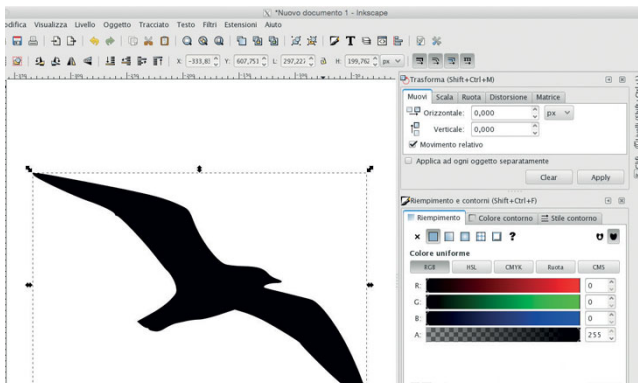 *Nuovo documento 1 - Inkscape
odifica Visualizza Livello Oggetto Tracciato Testo Filtri Estensioni Aiuto
X: -333,8 Y: 607,751 L: 297,227 H: 199,762 px
Trasforma (Shift+Ctrl+M)
Muovi Scala Ruota Distorsione Matrice
Orizzontale: 0,000 px
Verticale: 0,000
Movimento relativo
Applica ad ogni oggetto separatamente
Clear Apply
Riempimento e contorni (Shift+Ctrl+F)
Riempimento Colore contorno Stile contorno
?
Colore uniforme
RGB HSL CMYK Ruota CMS
R: 0
G: 0
B: 0
A: 255